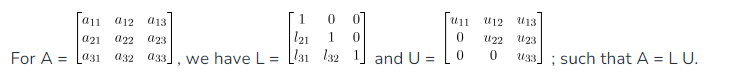 For A = [a11 a12 a13; a21 a22 a23; a31 a32 a33], we have L = [1 0 0; l21 1 0; l31 l32 1] and U = [u11 u12 u13; 0 u22 u23; 0 0 u33]; such that A = L U.